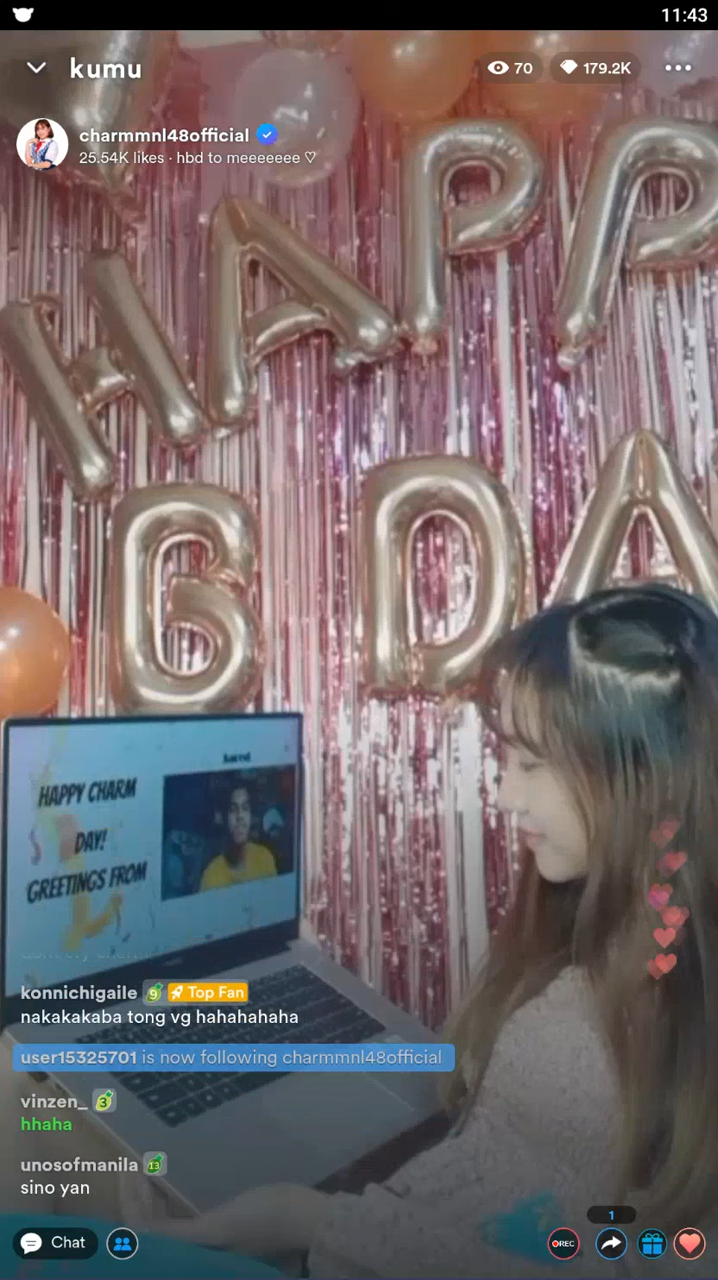 11:43
kumu
70
179.2K
charmmnl48official
25.54K likes · hbd to meeeeeee ♡
HAPP
B DA
HAPPY CHARM
DAY!
GREETINGS FROM
konnichigaile 9 Top Fan
nakakakaba tong vg hahahahaha
user15325701 is now following charmmnl48official
vinzen_ 3
hhaha
unosofmanila 13
sino yan
1
Chat
REC